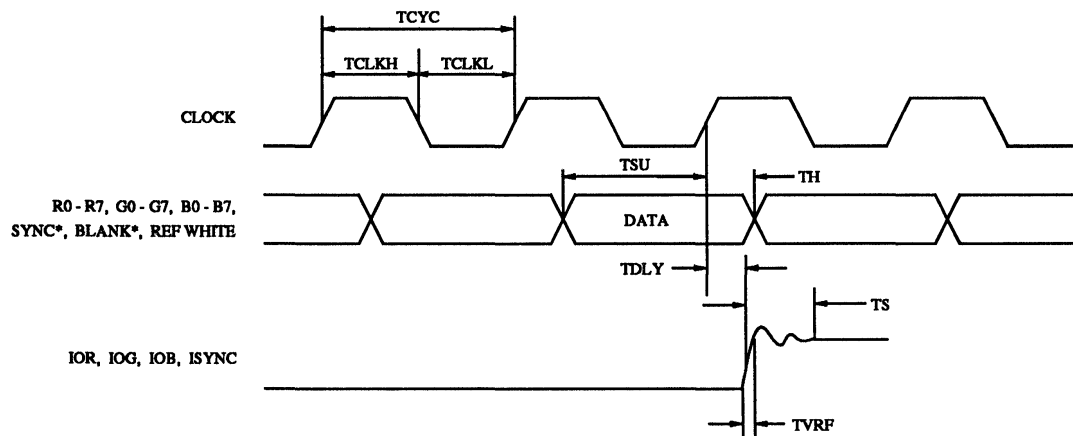 TCYC
TCLKH
TCLKL
CLOCK
TSU
TH
R0 - R7, G0 - G7, B0 - B7,
SYNC*, BLANK*, REF WHITE
DATA
TDLY
TS
IOR, IOG, IOB, ISYNC
TVRF